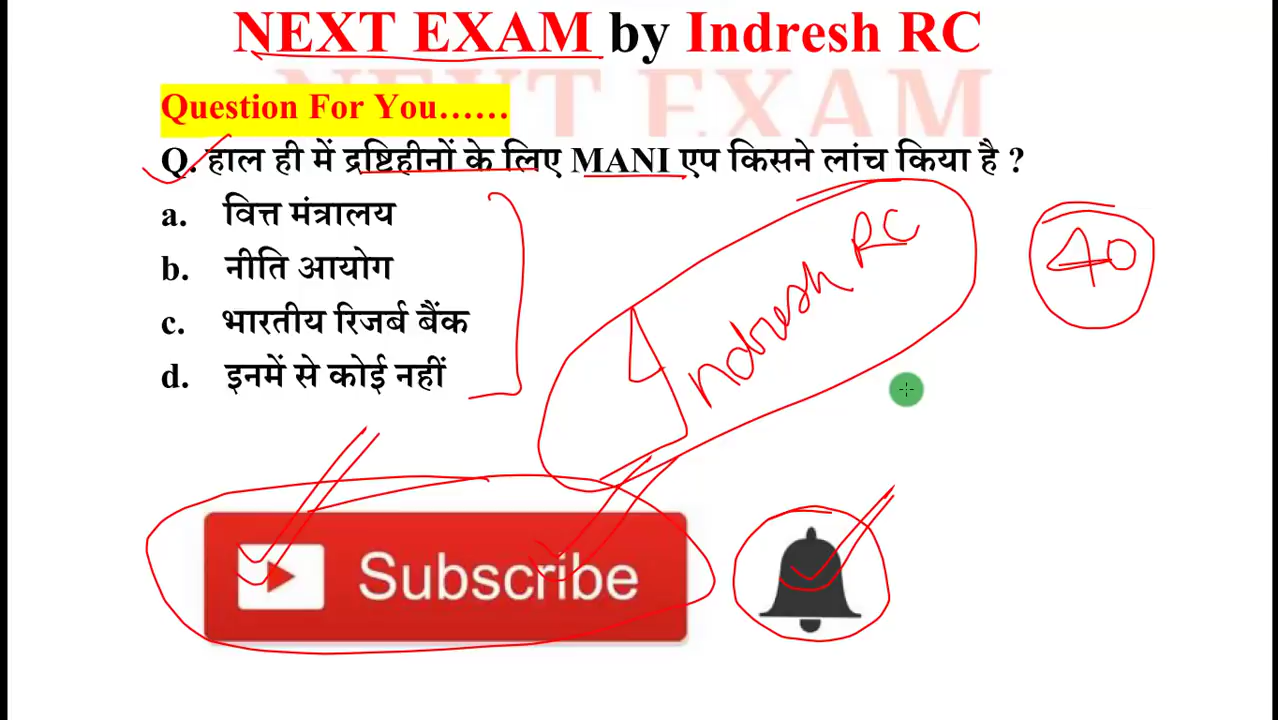 NEXT EXAM by Indresh RC
NEXT EXAM
Question For You……
Q. हाल ही में द्रष्टिहीनों के लिए MANI एप किसने लांच किया है ?
a. वित्त मंत्रालय
b. नीति आयोग
c. भारतीय रिजर्ब बैंक
d. इनमें से कोई नहीं
Indresh RC
40
Subscribe